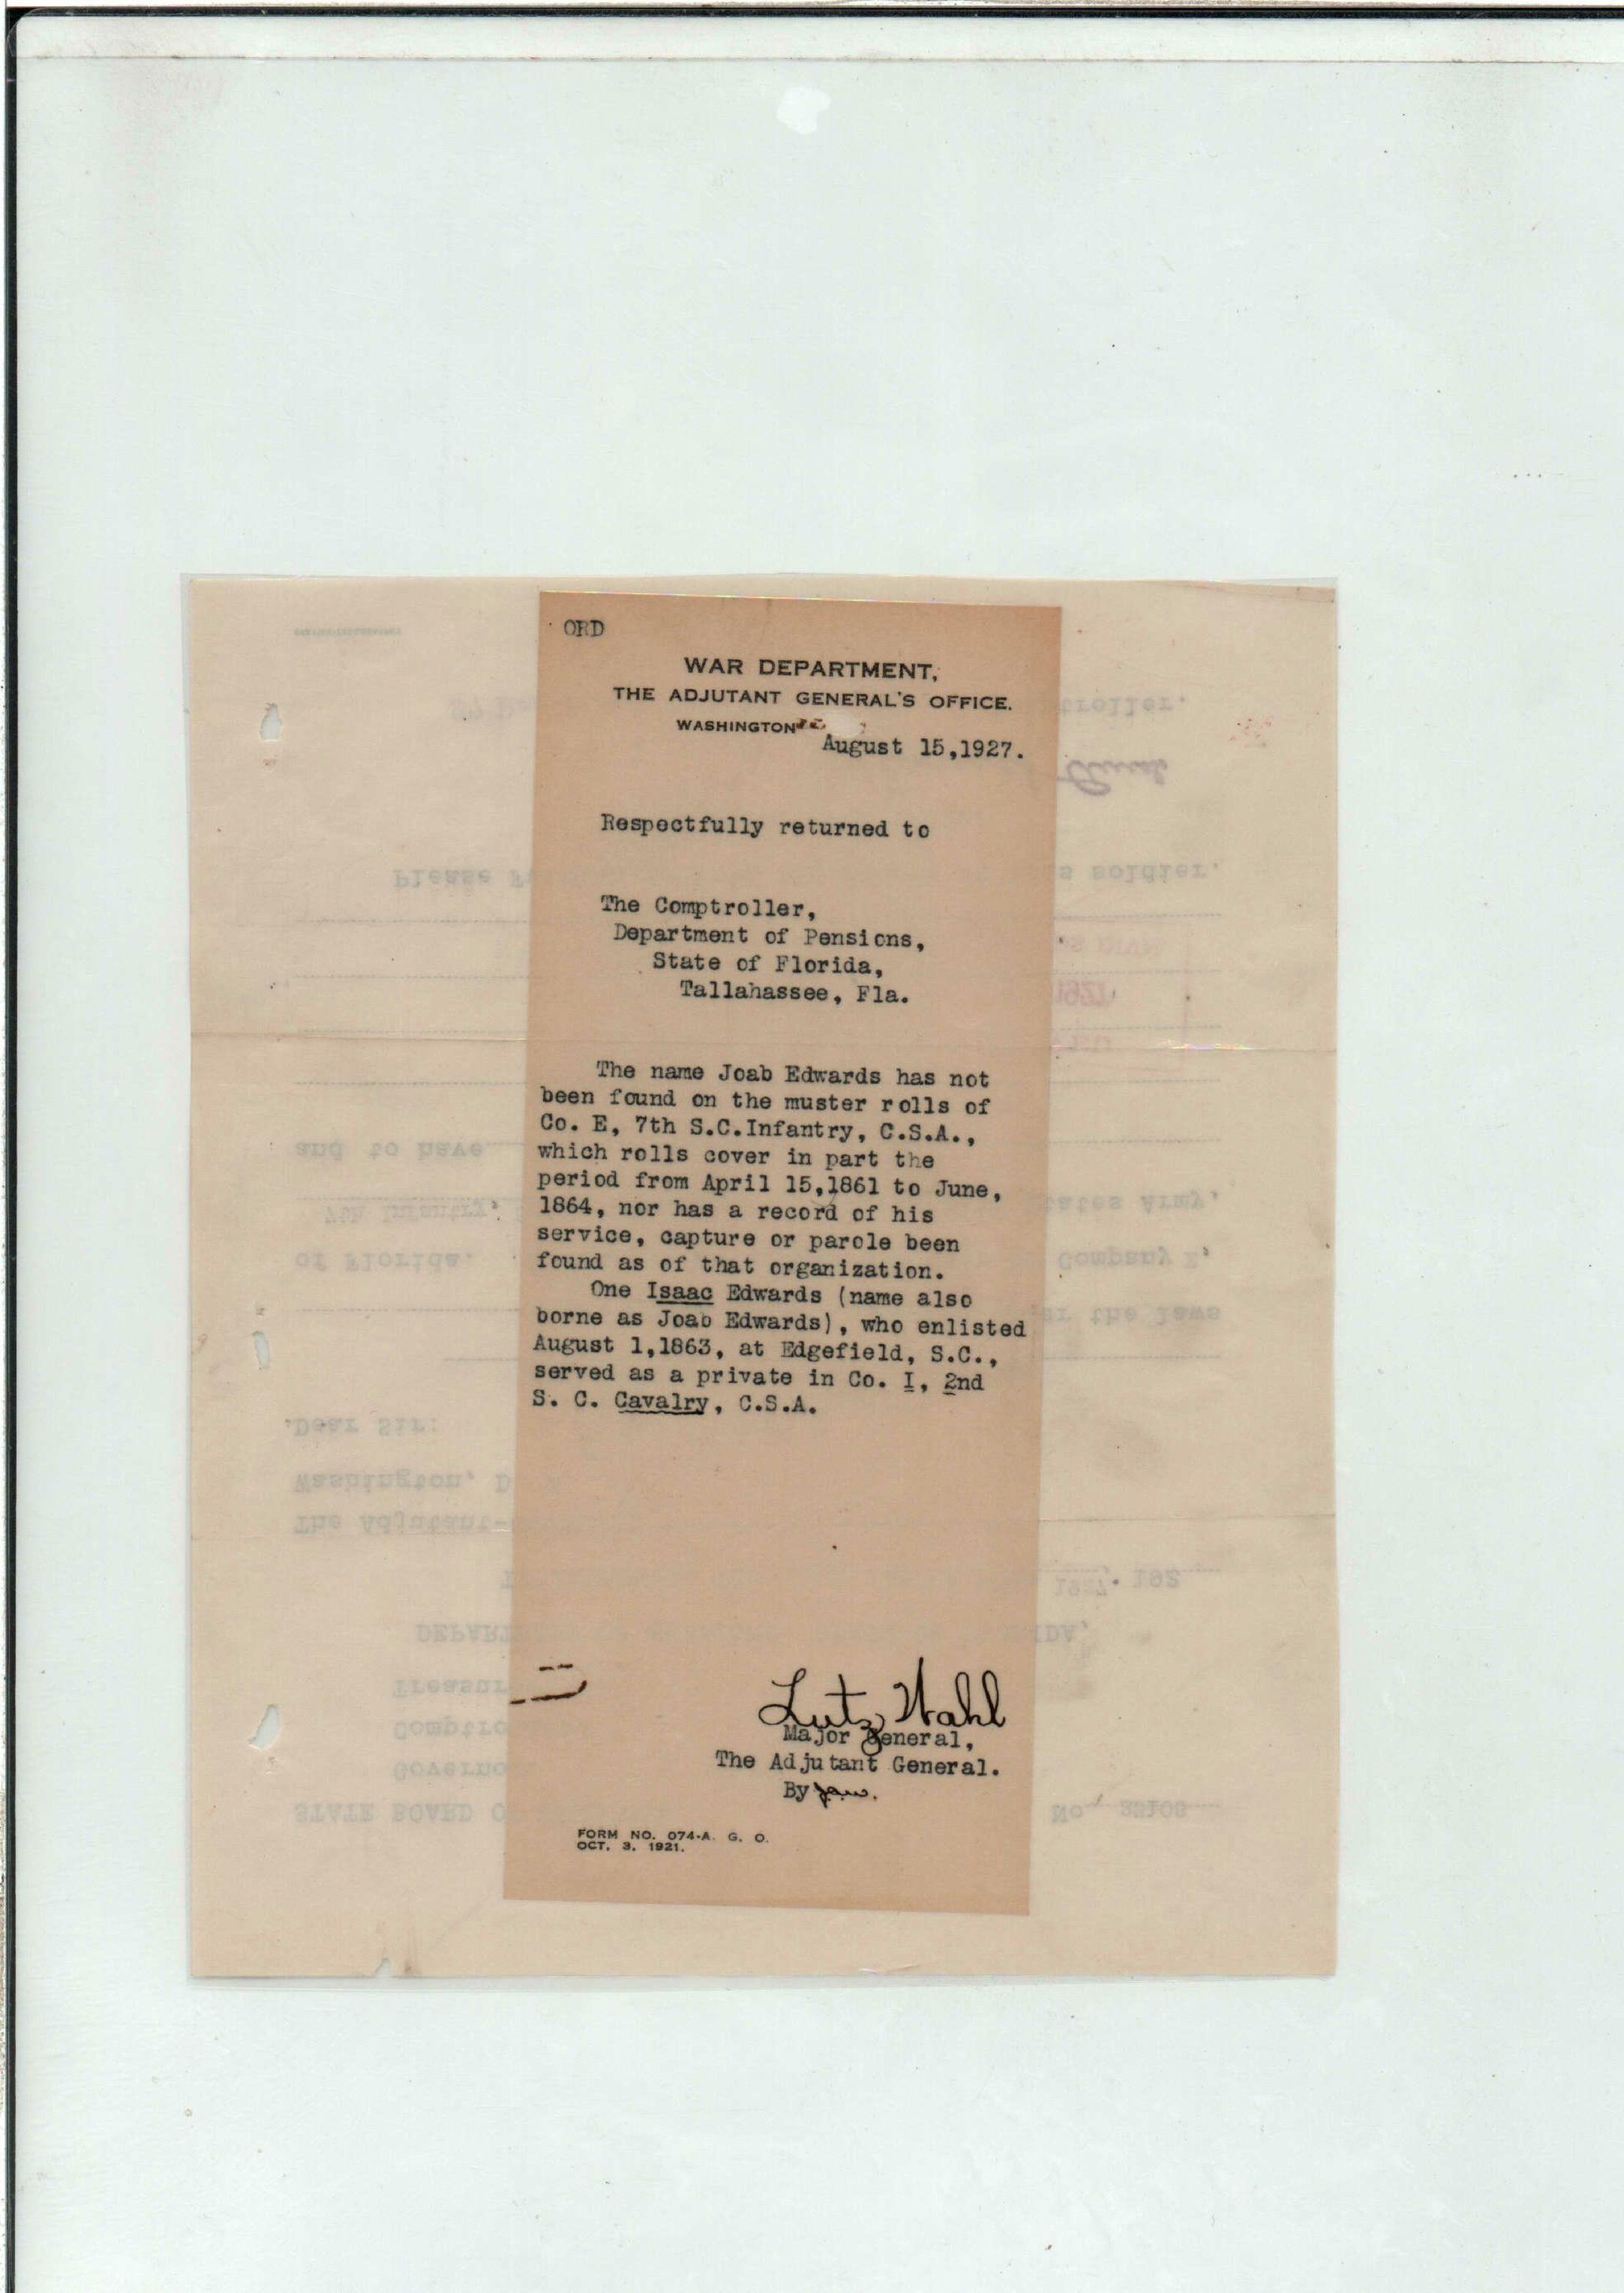 ORD
WAR DEPARTMENT,
THE ADJUTANT GENERAL'S OFFICE.
WASHINGTON
August 15,1927.
Respectfully returned to
The Comptroller,
Department of Pensions,
State of Florida,
Tallahassee, Fla.
The name Joab Edwards has not
been found on the muster rolls of
Co. E, 7th S.C.Infantry, C.S.A.,
which rolls cover in part the
period from April 15,1861 to June,
1864, nor has a record of his
service, capture or parole been
found as of that organization.
One Isaac Edwards (name also
borne as Joab Edwards), who enlisted
August 1,1863, at Edgefield, S.C.,
served as a private in Co. I, 2nd
S. C. Cavalry, C.S.A.
Lutz Wahl
Major General,
The Adjutant General.
By
FORM NO. 074-A. G. O.
OCT. 3, 1921.